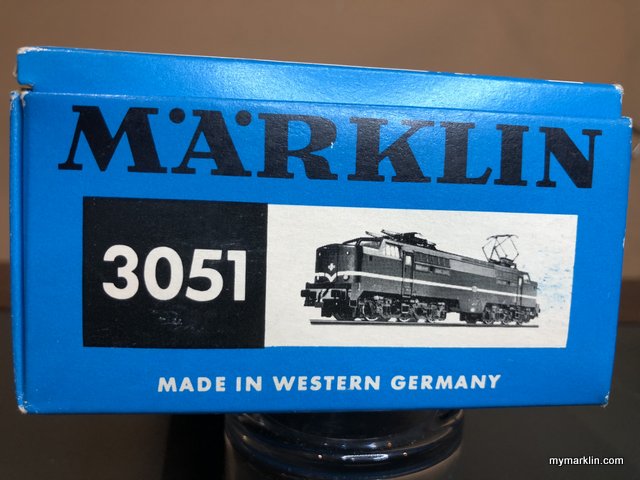 MÄRKLIN
3051
MADE IN WESTERN GERMANY
mymarklin.com